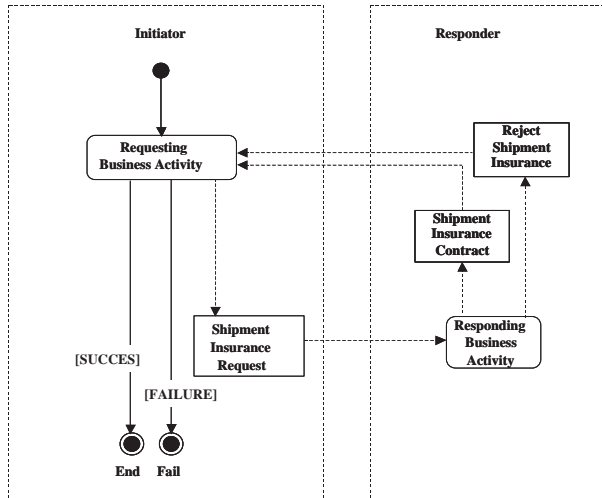 Initiator
Responder
Requesting
Business Activity
Reject
Shipment
Insurance
Shipment
Insurance
Contract
Shipment
Insurance
Request
Responding
Business
Activity
[SUCCES]
[FAILURE]
End
Fail